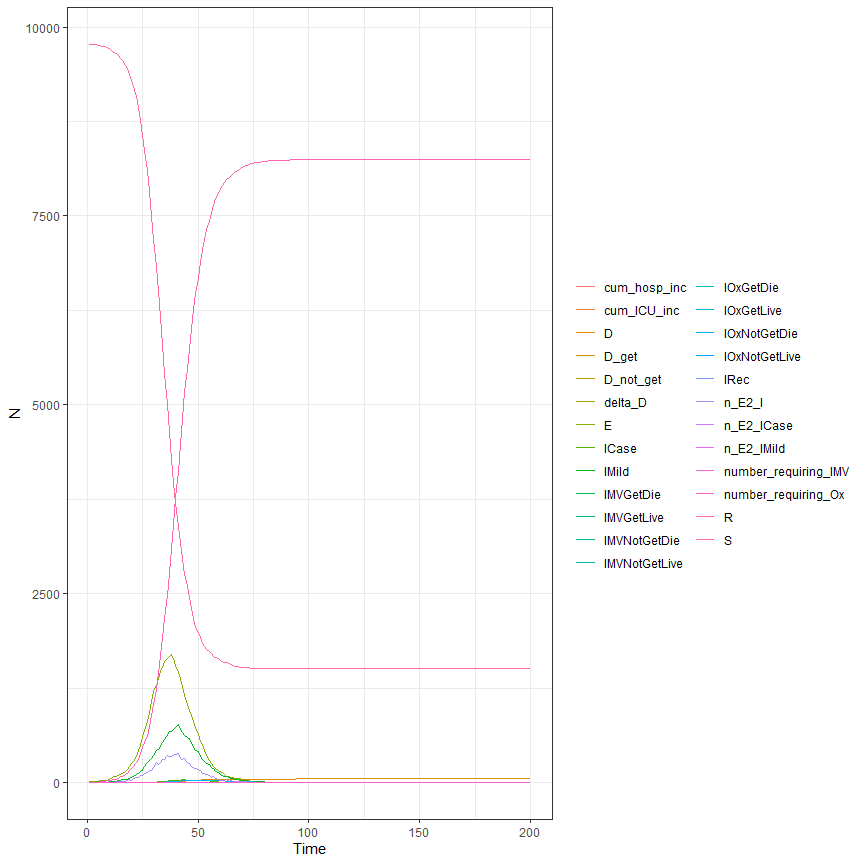 10000
7500
5000
2500
0
N
0 50 100 150 200
Time
cum_hosp_inc
cum_ICU_inc
D
D_get
D_not_get
delta_D
E
ICase
IMild
IMVGetDie
IMVGetLive
IMVNotGetDie
IMVNotGetLive
IOxGetDie
IOxGetLive
IOxNotGetDie
IOxNotGetLive
IRec
n_E2_I
n_E2_ICase
n_E2_IMild
number_requiring_IMV
number_requiring_Ox
R
S